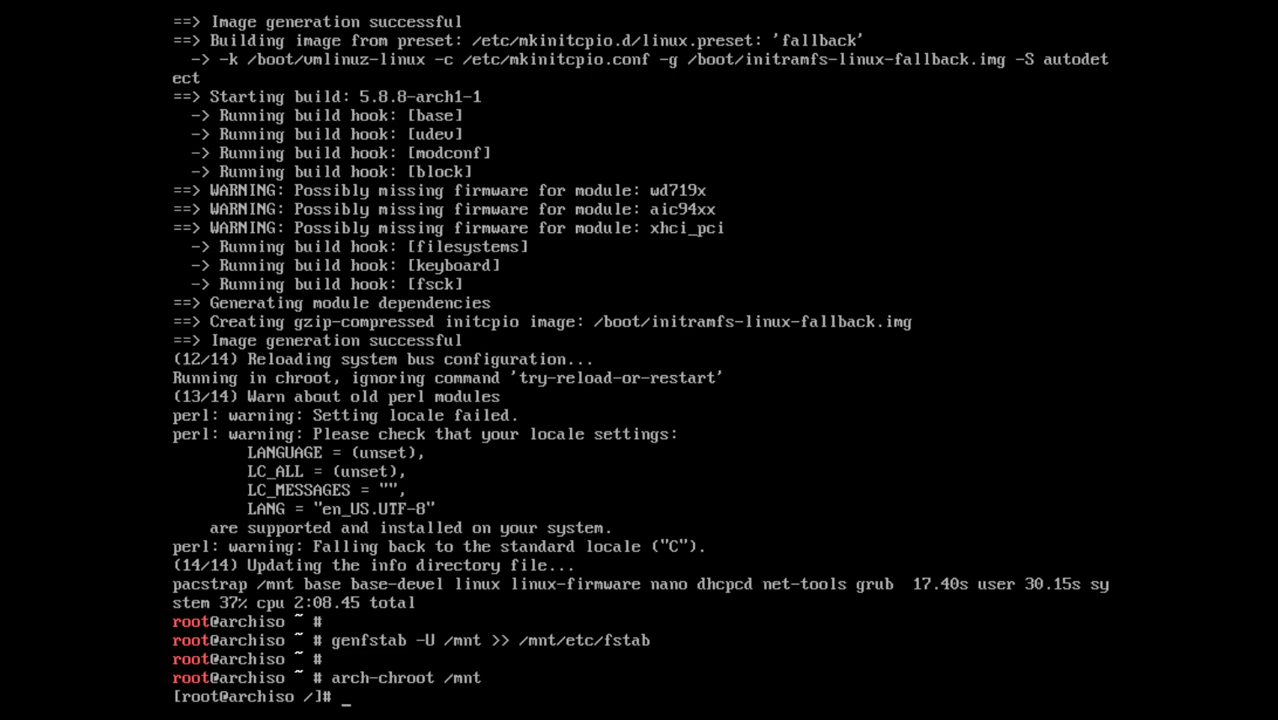 ==> Image generation successful
==> Building image from preset: /etc/mkinitcpio.d/linux.preset: 'fallback'
  -> -k /boot/vmlinuz-linux -c /etc/mkinitcpio.conf -g /boot/initramfs-linux-fallback.img -S autodet
ect
==> Starting build: 5.8.8-arch1-1
  -> Running build hook: [base]
  -> Running build hook: [udev]
  -> Running build hook: [modconf]
  -> Running build hook: [block]
==> WARNING: Possibly missing firmware for module: wd719x
==> WARNING: Possibly missing firmware for module: aic94xx
==> WARNING: Possibly missing firmware for module: xhci_pci
  -> Running build hook: [filesystems]
  -> Running build hook: [keyboard]
  -> Running build hook: [fsck]
==> Generating module dependencies
==> Creating gzip-compressed initcpio image: /boot/initramfs-linux-fallback.img
==> Image generation successful
(12/14) Reloading system bus configuration...
Running in chroot, ignoring command 'try-reload-or-restart'
(13/14) Warn about old perl modules
perl: warning: Setting locale failed.
perl: warning: Please check that your locale settings:
        LANGUAGE = (unset),
        LC_ALL = (unset),
        LC_MESSAGES = "",
        LANG = "en_US.UTF-8"
    are supported and installed on your system.
perl: warning: Falling back to the standard locale ("C").
(14/14) Updating the info directory file...
pacstrap /mnt base base-devel linux linux-firmware nano dhcpcd net-tools grub  17.40s user 30.15s sy
stem 37% cpu 2:08.45 total
root@archiso ~ #
root@archiso ~ # genfstab -U /mnt >> /mnt/etc/fstab
root@archiso ~ #
root@archiso ~ # arch-chroot /mnt
[root@archiso /]# _